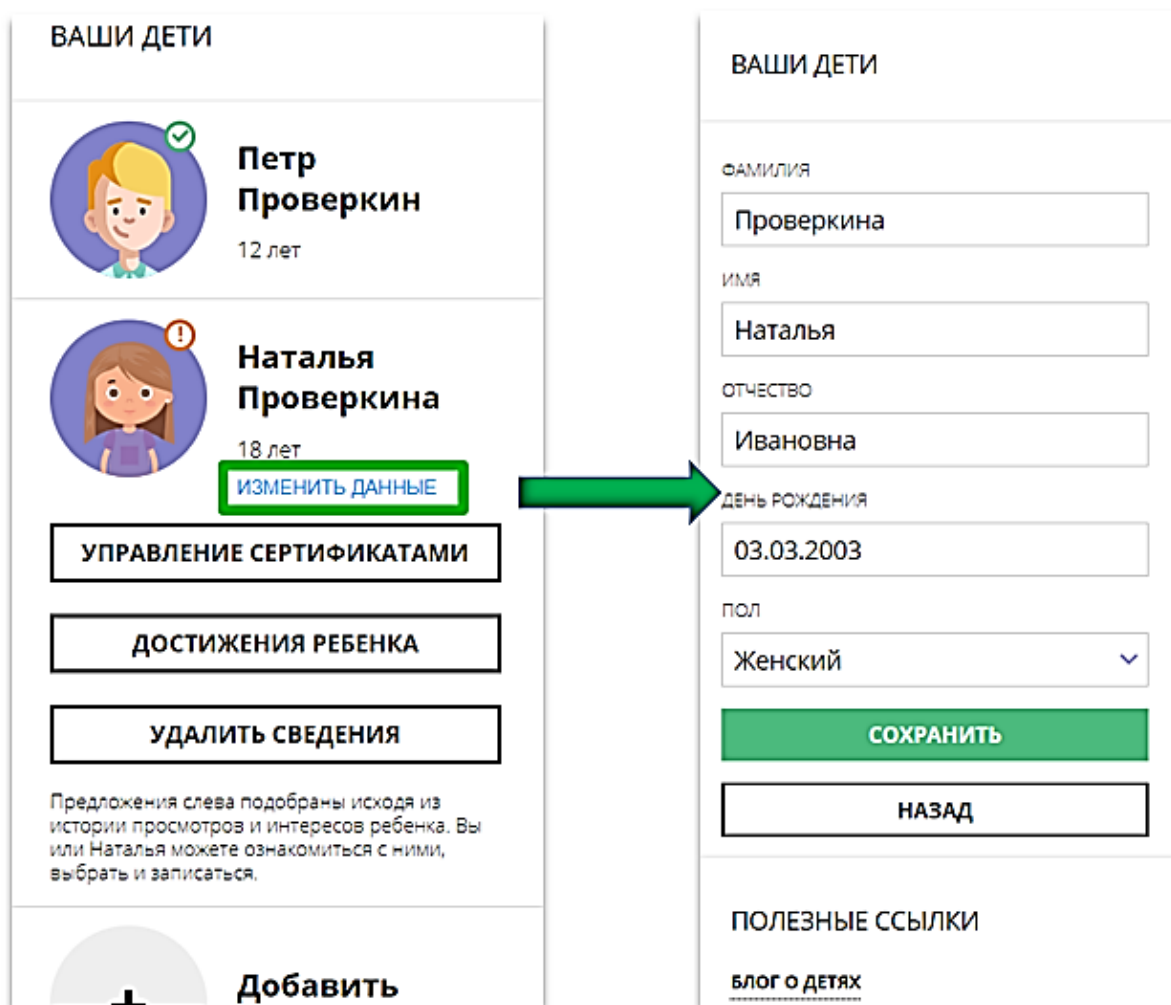 ВАШИ ДЕТИ
Петр
Проверкин
12 лет
Наталья
Проверкина
18 лет
ИЗМЕНИТЬ ДАННЫЕ
УПРАВЛЕНИЕ СЕРТИФИКАТАМИ
ДОСТИЖЕНИЯ РЕБЕНКА
УДАЛИТЬ СВЕДЕНИЯ
Предложения слева подобраны исходя из
истории просмотров и интересов ребенка. Вы
или Наталья можете ознакомиться с ними,
выбрать и записаться.
+
Добавить
ВАШИ ДЕТИ
ФАМИЛИЯ
Проверкина
ИМЯ
Наталья
ОТЧЕСТВО
Ивановна
ДЕНЬ РОЖДЕНИЯ
03.03.2003
ПОЛ
Женский
СОХРАНИТЬ
НАЗАД
ПОЛЕЗНЫЕ ССЫЛКИ
БЛОГ О ДЕТЯХ